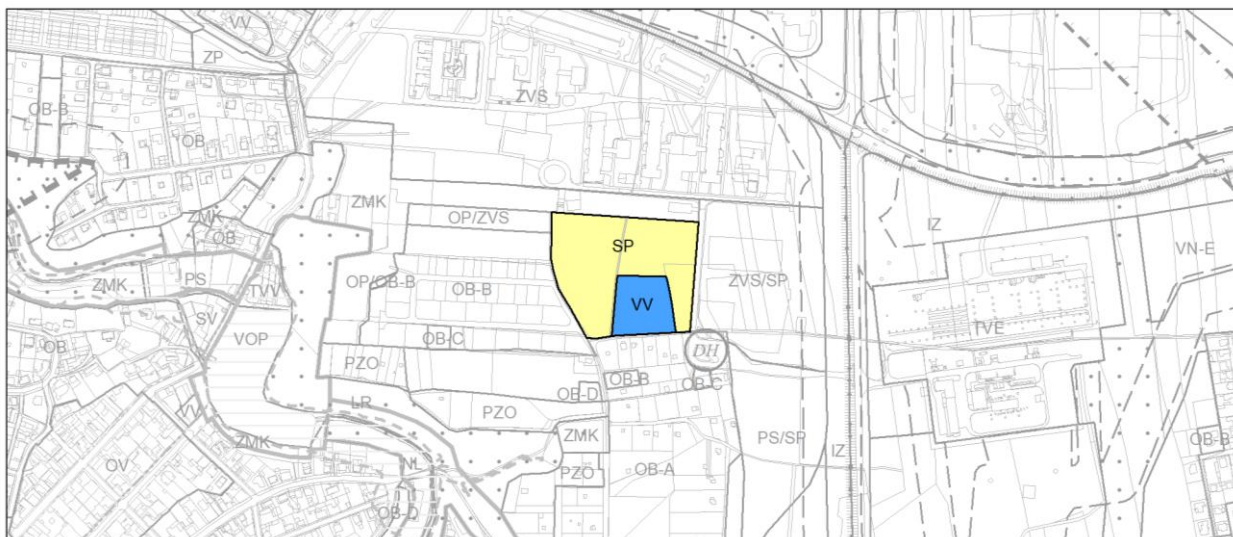 VV
ZP
OB-B
OB
ZVS
ZMK
ZMK
OB
OP/ZVS
SP
IZ
VN-E
ZMK
PS
TVV
OP/OB-B
OB-B
VV
ZVS/SP
SV
VOP
OB-C
TVE
OB
PZO
DH
OB-B
OB-C
OB-D
VV
LR
PZO
ZMK
ZMK
PS/SP
IZ
OB-B
OV
NL
PZO
OB-A
OB-D